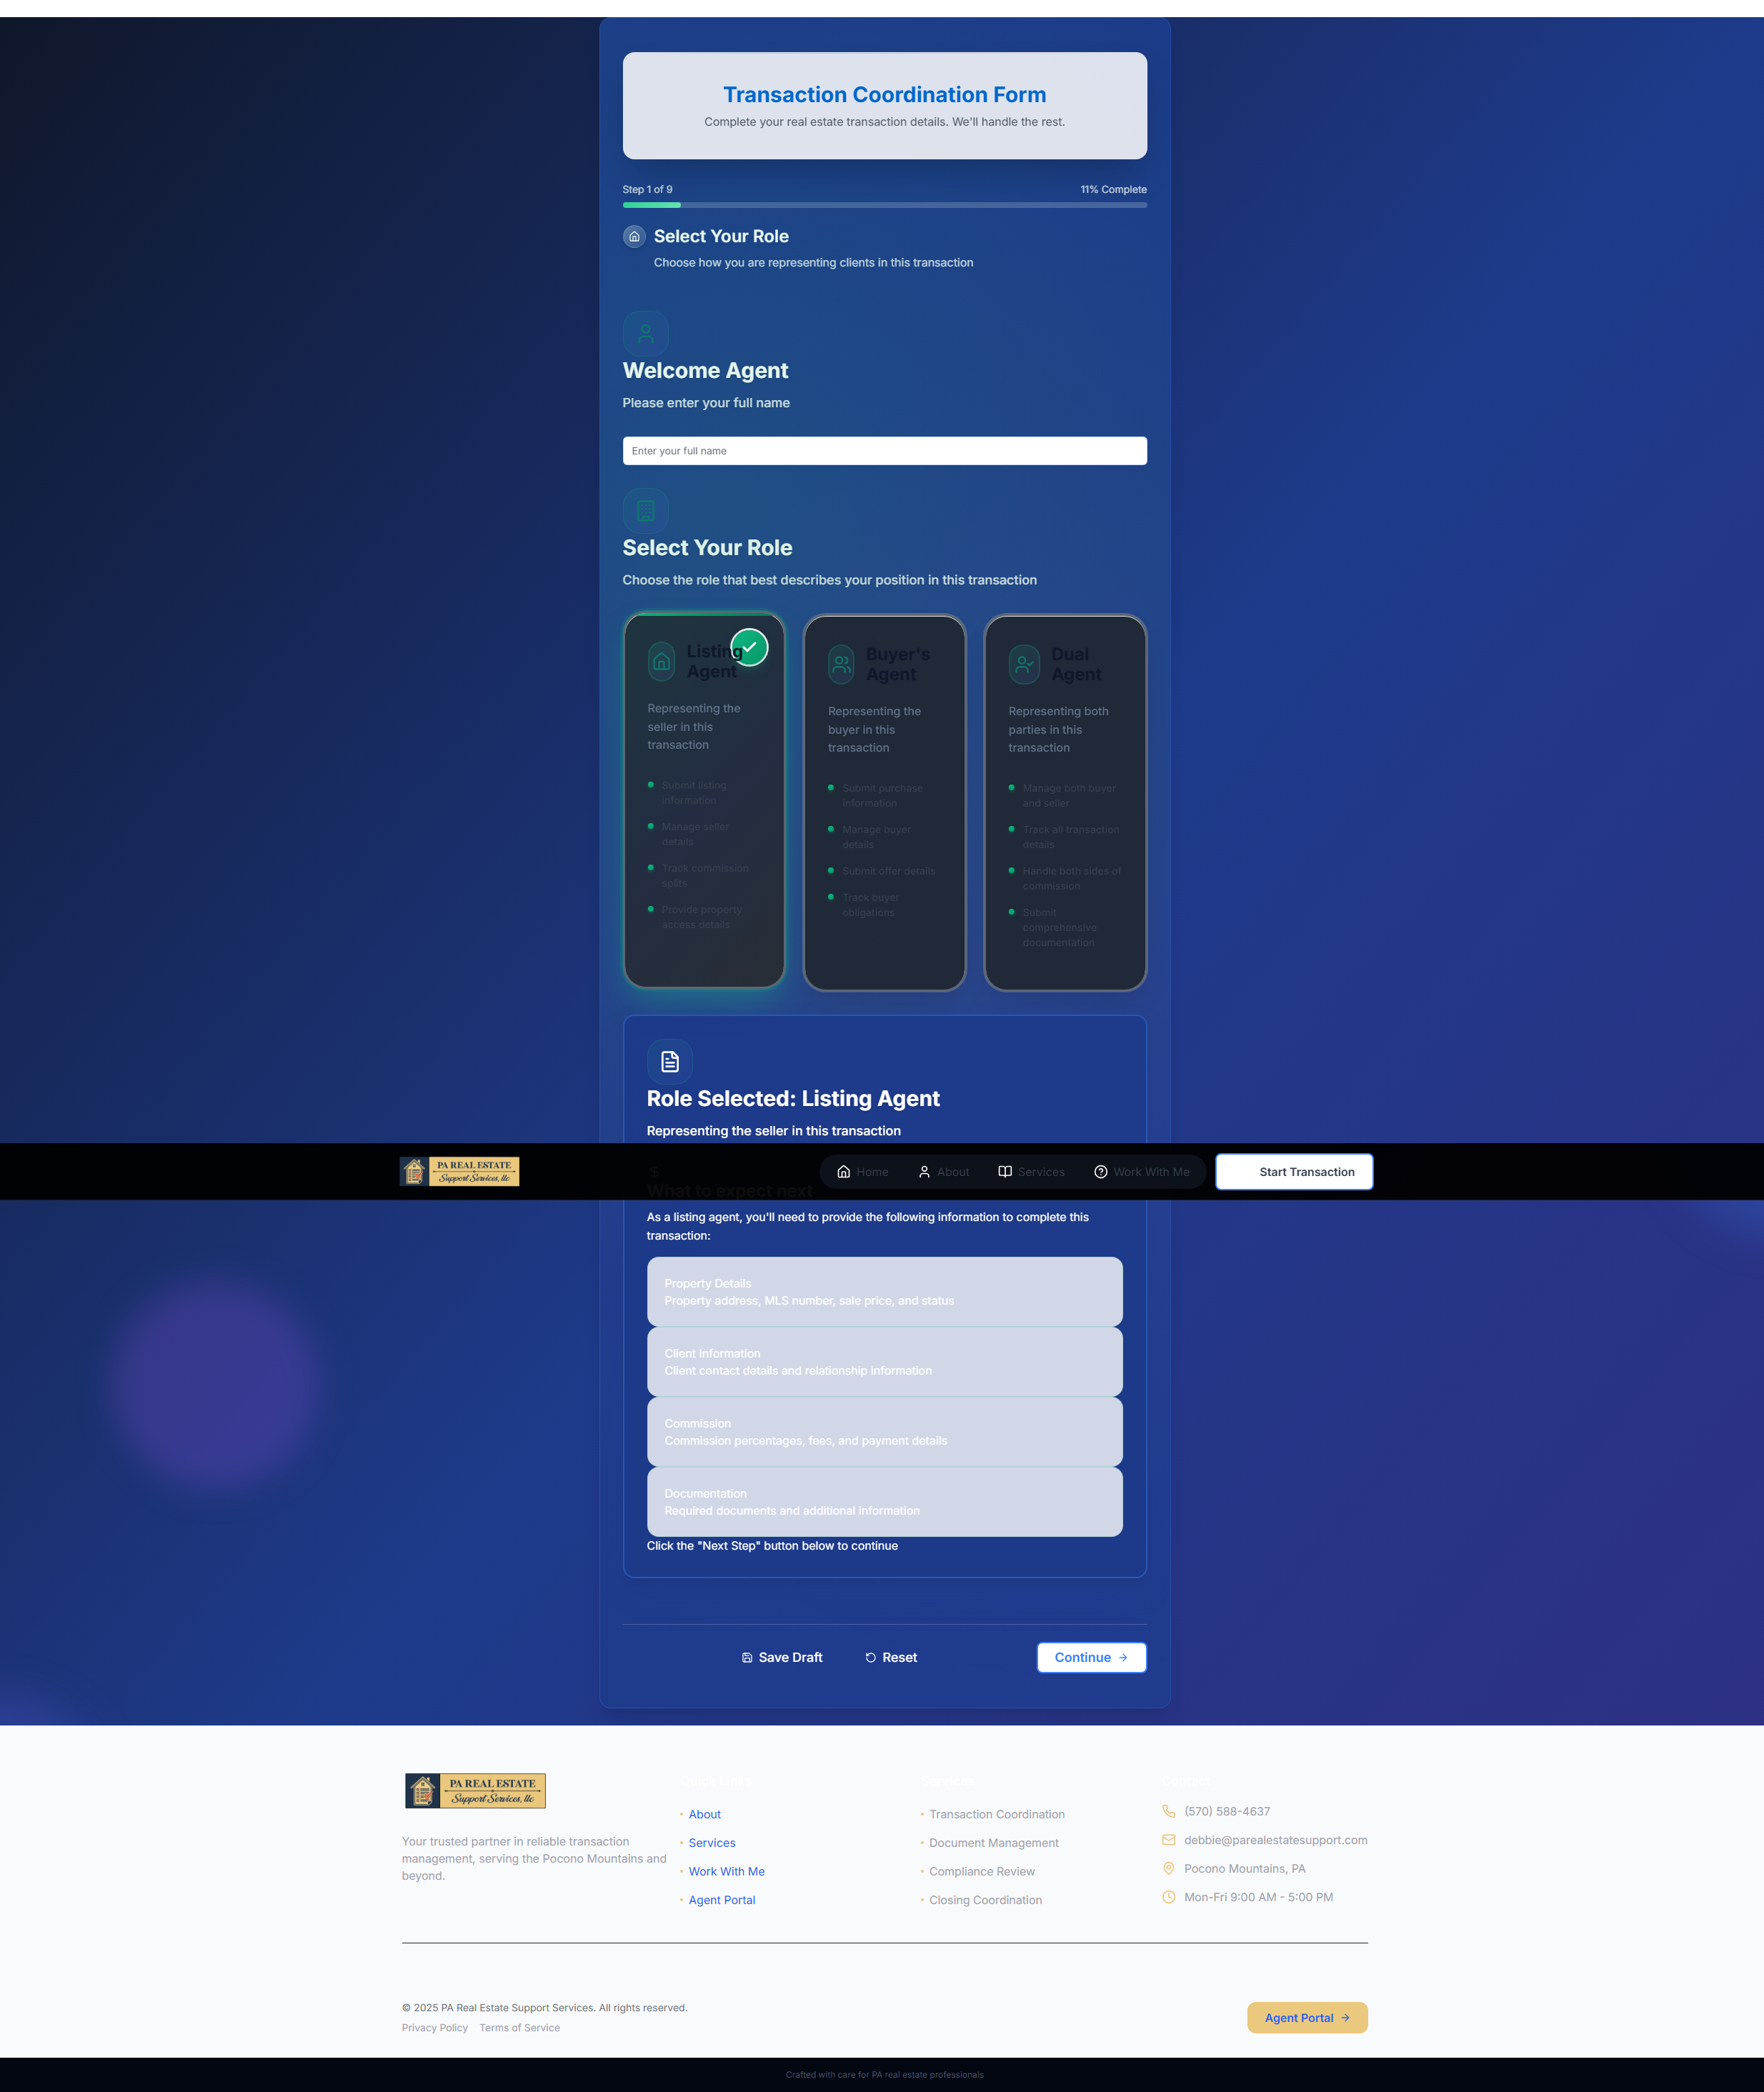 Transaction Coordination Form
Complete your real estate transaction details. We'll handle the rest.
Step 1 of 9
11% Complete
Select Your Role
Choose how you are representing clients in this transaction
Welcome Agent
Please enter your full name
Enter your full name
Select Your Role
Choose the role that best describes your position in this transaction
Listing
Agent
Representing the
seller in this
transaction
Submit listing
information
Manage seller
details
Track commission
splits
Provide property
access details
Buyer's
Agent
Representing the
buyer in this
transaction
Submit purchase
information
Manage buyer
details
Submit offer details
Track buyer
obligations
Dual
Agent
Representing both
parties in this
transaction
Manage both buyer
and seller
Track all transaction
details
Handle both sides of
commission
Submit
comprehensive
documentation
Role Selected: Listing Agent
Representing the seller in this transaction
PA REAL ESTATE
Support Services, llc
Home
About
Services
Work With Me
Start Transaction
What to expect next
As a listing agent, you'll need to provide the following information to complete this
transaction:
Property Details
Property address, MLS number, sale price, and status
Client Information
Client contact details and relationship information
Commission
Commission percentages, fees, and payment details
Documentation
Required documents and additional information
Click the "Next Step" button below to continue
Save Draft
Reset
Continue
PA REAL ESTATE
Support Services, llc
Your trusted partner in reliable transaction
management, serving the Pocono Mountains and
beyond.
Quick Links
About
Services
Work With Me
Agent Portal
Services
Transaction Coordination
Document Management
Compliance Review
Closing Coordination
Contact
(570) 588-4637
debbie@parealestatesupport.com
Pocono Mountains, PA
Mon-Fri 9:00 AM - 5:00 PM
© 2025 PA Real Estate Support Services. All rights reserved.
Privacy Policy
Terms of Service
Agent Portal
Crafted with care for PA real estate professionals